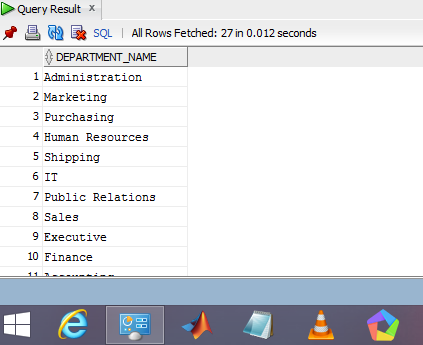 Query Result x
SQL | All Rows Fetched: 27 in 0.012 seconds
DEPARTMENT_NAME
1 Administration
2 Marketing
3 Purchasing
4 Human Resources
5 Shipping
6 IT
7 Public Relations
8 Sales
9 Executive
10 Finance
11 Accounting